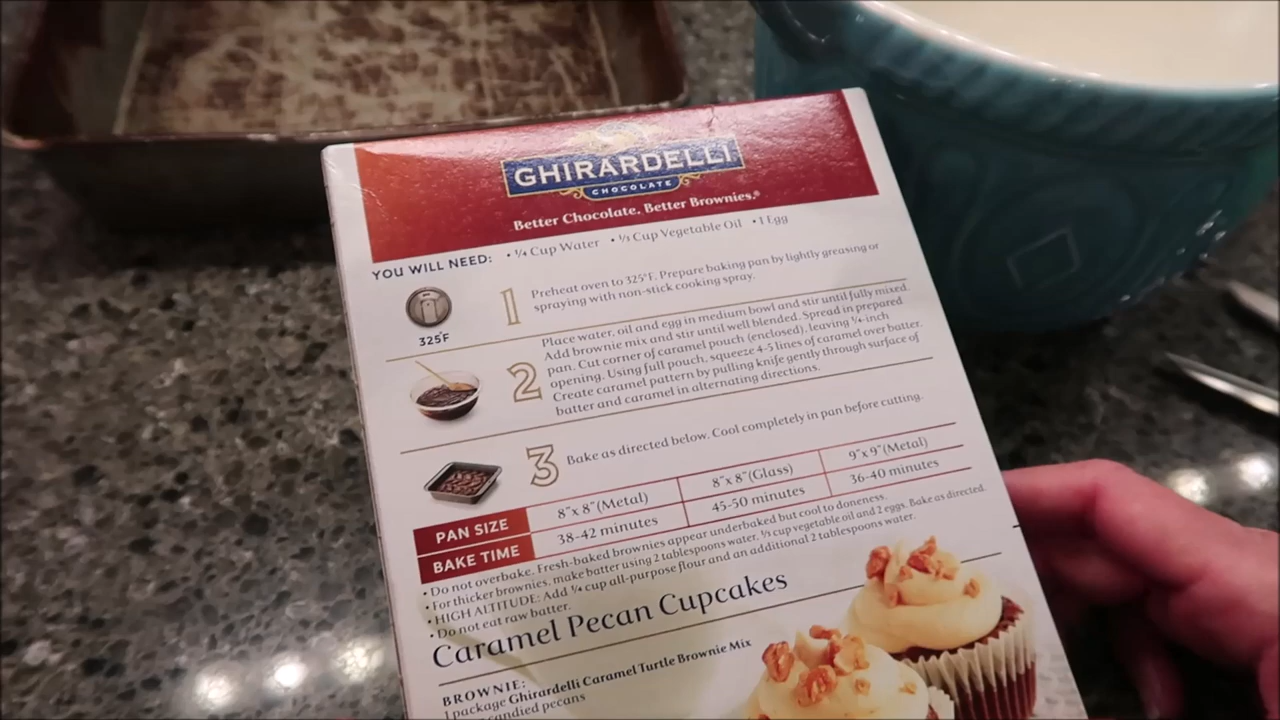 GHIRARDELLI
CHOCOLATE
Better Chocolate. Better Brownies.®
YOU WILL NEED: • 1/4 Cup Water • 1/3 Cup Vegetable Oil • 1 Egg
325°F
1 Preheat oven to 325°F. Prepare baking pan by lightly greasing or
spraying with non-stick cooking spray.
2 Place water, oil and egg in medium bowl and stir until fully mixed.
Add brownie mix and stir until well blended. Spread in prepared
pan. Cut corner of caramel pouch (enclosed), leaving 1/4-inch
opening. Using full pouch, squeeze 4-5 lines of caramel over batter.
Create caramel pattern by pulling knife gently through surface of
batter and caramel in alternating directions.
3 Bake as directed below. Cool completely in pan before cutting.
PAN SIZE 8"x 8"(Metal) 8"x 8"(Glass) 9"x 9"(Metal)
BAKE TIME 38-42 minutes 45-50 minutes 36-40 minutes
• Do not overbake. Fresh-baked brownies appear underbaked but cool to doneness.
• For thicker brownies, make batter using 2 tablespoons water, 1/3 cup vegetable oil and 2 eggs. Bake as directed.
• HIGH ALTITUDE: Add 1/4 cup all-purpose flour and an additional 2 tablespoons water.
• Do not eat raw batter.
Caramel Pecan Cupcakes
BROWNIE:
1 package Ghirardelli Caramel Turtle Brownie Mix
candied pecans